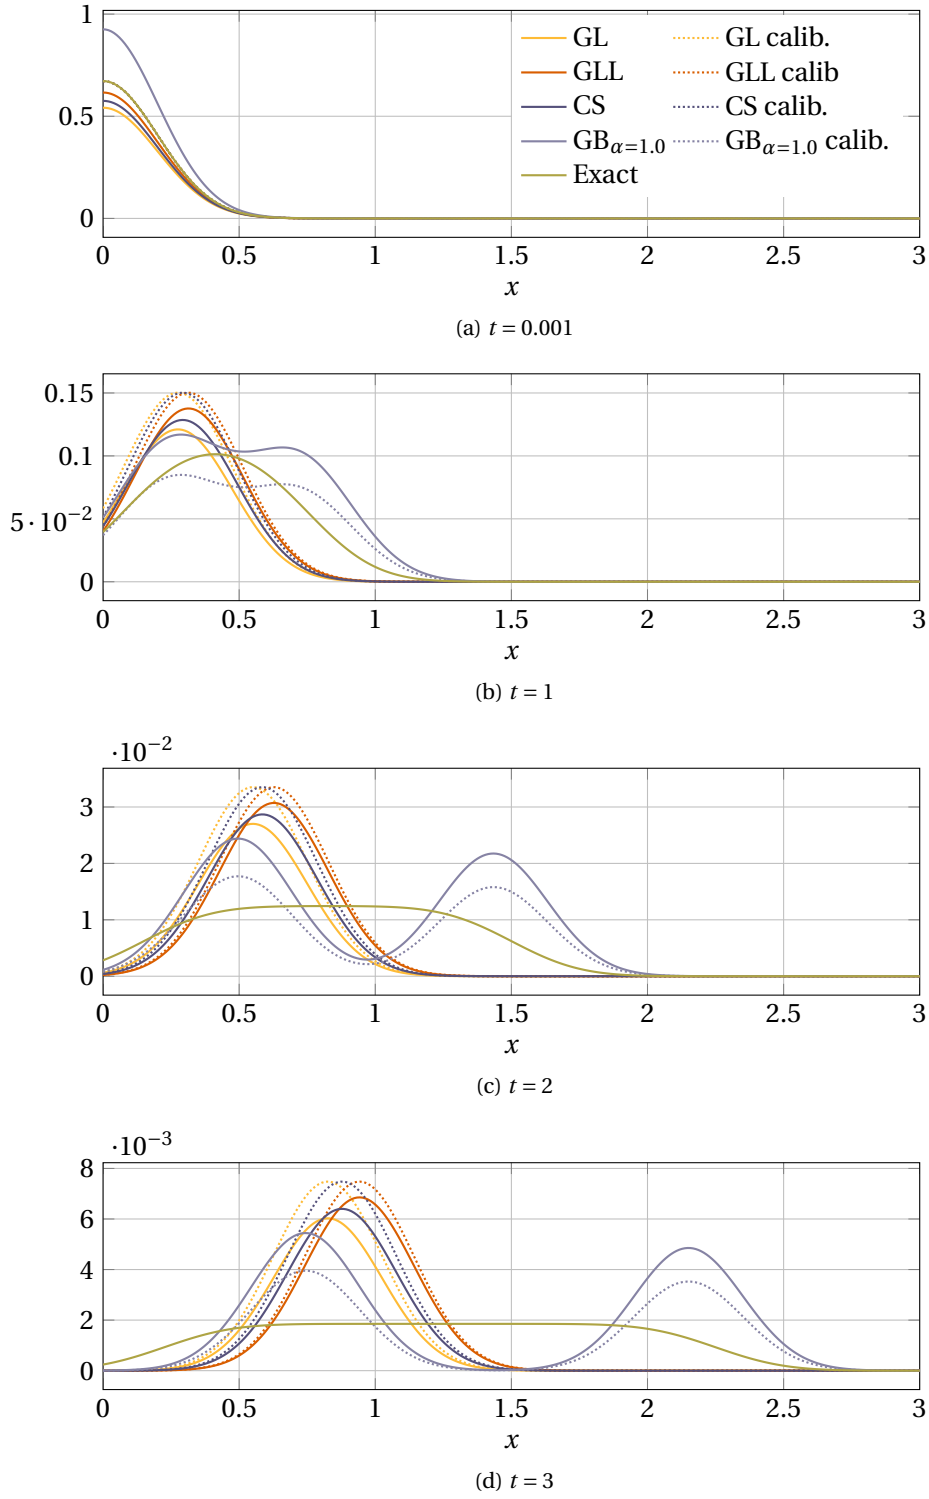 1
0.5
0
GL
GL calib.
GLL
GLL calib
CS
CS calib.
GB_{α=1.0}
GB_{α=1.0} calib.
Exact
0 0.5 1 1.5 2 2.5 3
x
(a) t = 0.001
0.15
0.1
5·10^{−2}
0
0 0.5 1 1.5 2 2.5 3
x
(b) t = 1
·10^{−2}
3
2
1
0
0 0.5 1 1.5 2 2.5 3
x
(c) t = 2
·10^{−3}
8
6
4
2
0
0 0.5 1 1.5 2 2.5 3
x
(d) t = 3